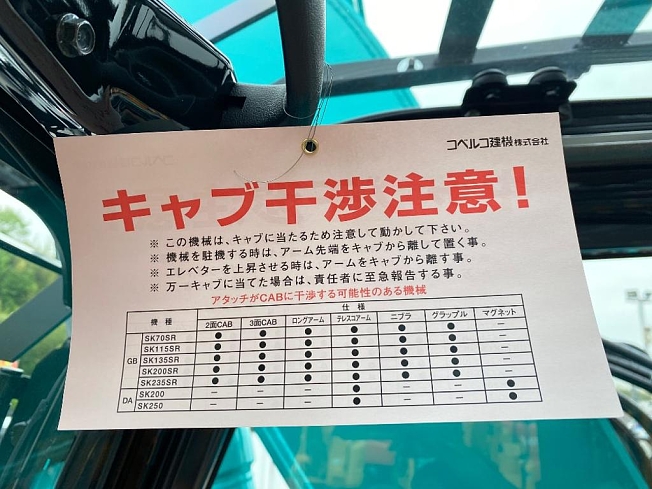 コベルコ建機株式会社
キャブ干渉注意！
※ この機械は、キャブに当たるため注意して動かして下さい。
※ 機械を駐機する時は、アーム先端をキャブから離して置く事。
※ エレベターを上昇させる時は、アームをキャブから離す事。
※ 万一キャブに当てた場合は、責任者に至急報告する事。
アタッチがCABに干渉する可能性のある機械
機種 仕様
2面CAB 3面CAB ロングアーム テレスコアーム ニブラ グラップル マグネット
GB SK70SR ● ● ● ● ● ● －
SK115SR ● ● ● ● ● ● －
SK135SR ● ● ● ● ● ● －
SK200SR ● ● ● ● ● ● －
SK235SR ● ● ● ● ● ● －
DA SK200 － － － ● － － ●
SK250 － － － ● － － ●